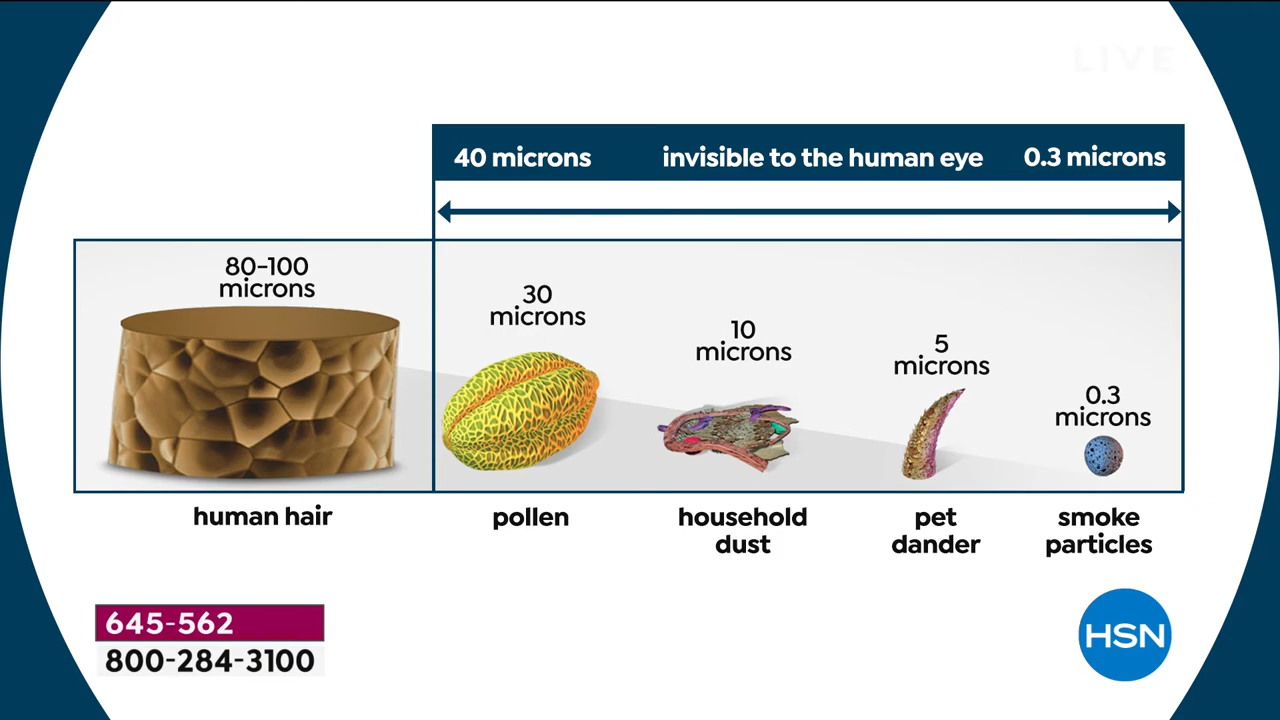 LIVE
40 microns invisible to the human eye 0.3 microns
80-100
microns
30
microns
10
microns
5
microns
0.3
microns
human hair
pollen
household
dust
pet
dander
smoke
particles
645-562
800-284-3100
HSN